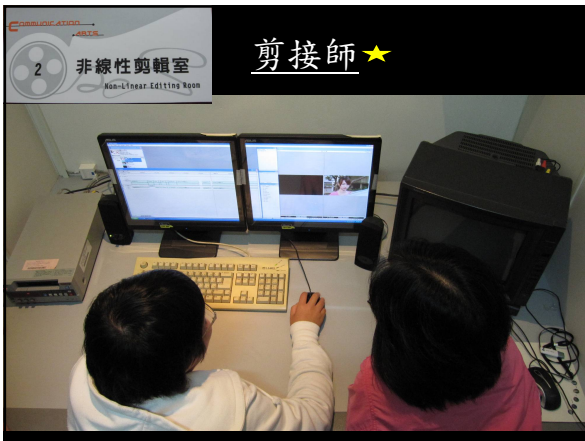 COMMUNICATION
ARTS
2
非線性剪輯室
Non-Linear Editing Room
剪接師